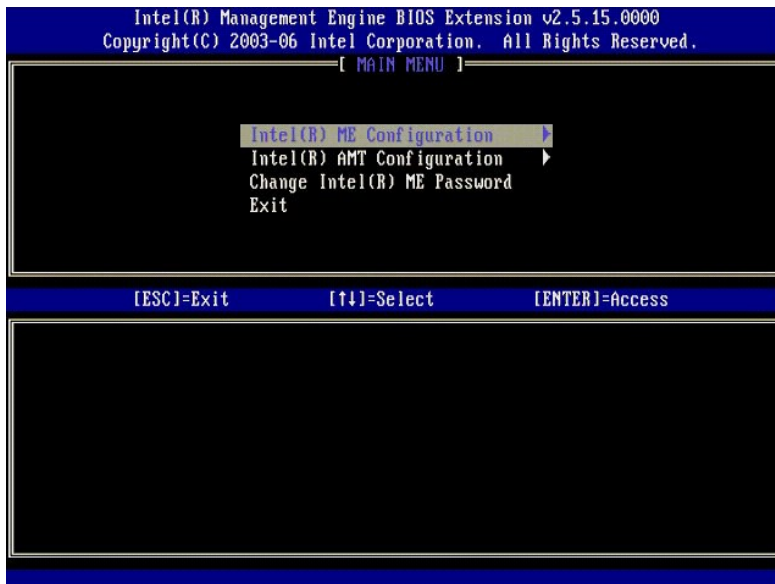 Intel(R) Management Engine BIOS Extension v2.5.15.0000
Copyright(C) 2003-06 Intel Corporation. All Rights Reserved.
[ MAIN MENU ]
Intel(R) ME Configuration ►
Intel(R) AMT Configuration ►
Change Intel(R) ME Password
Exit
[ESC]=Exit [↑↓]=Select [ENTER]=Access